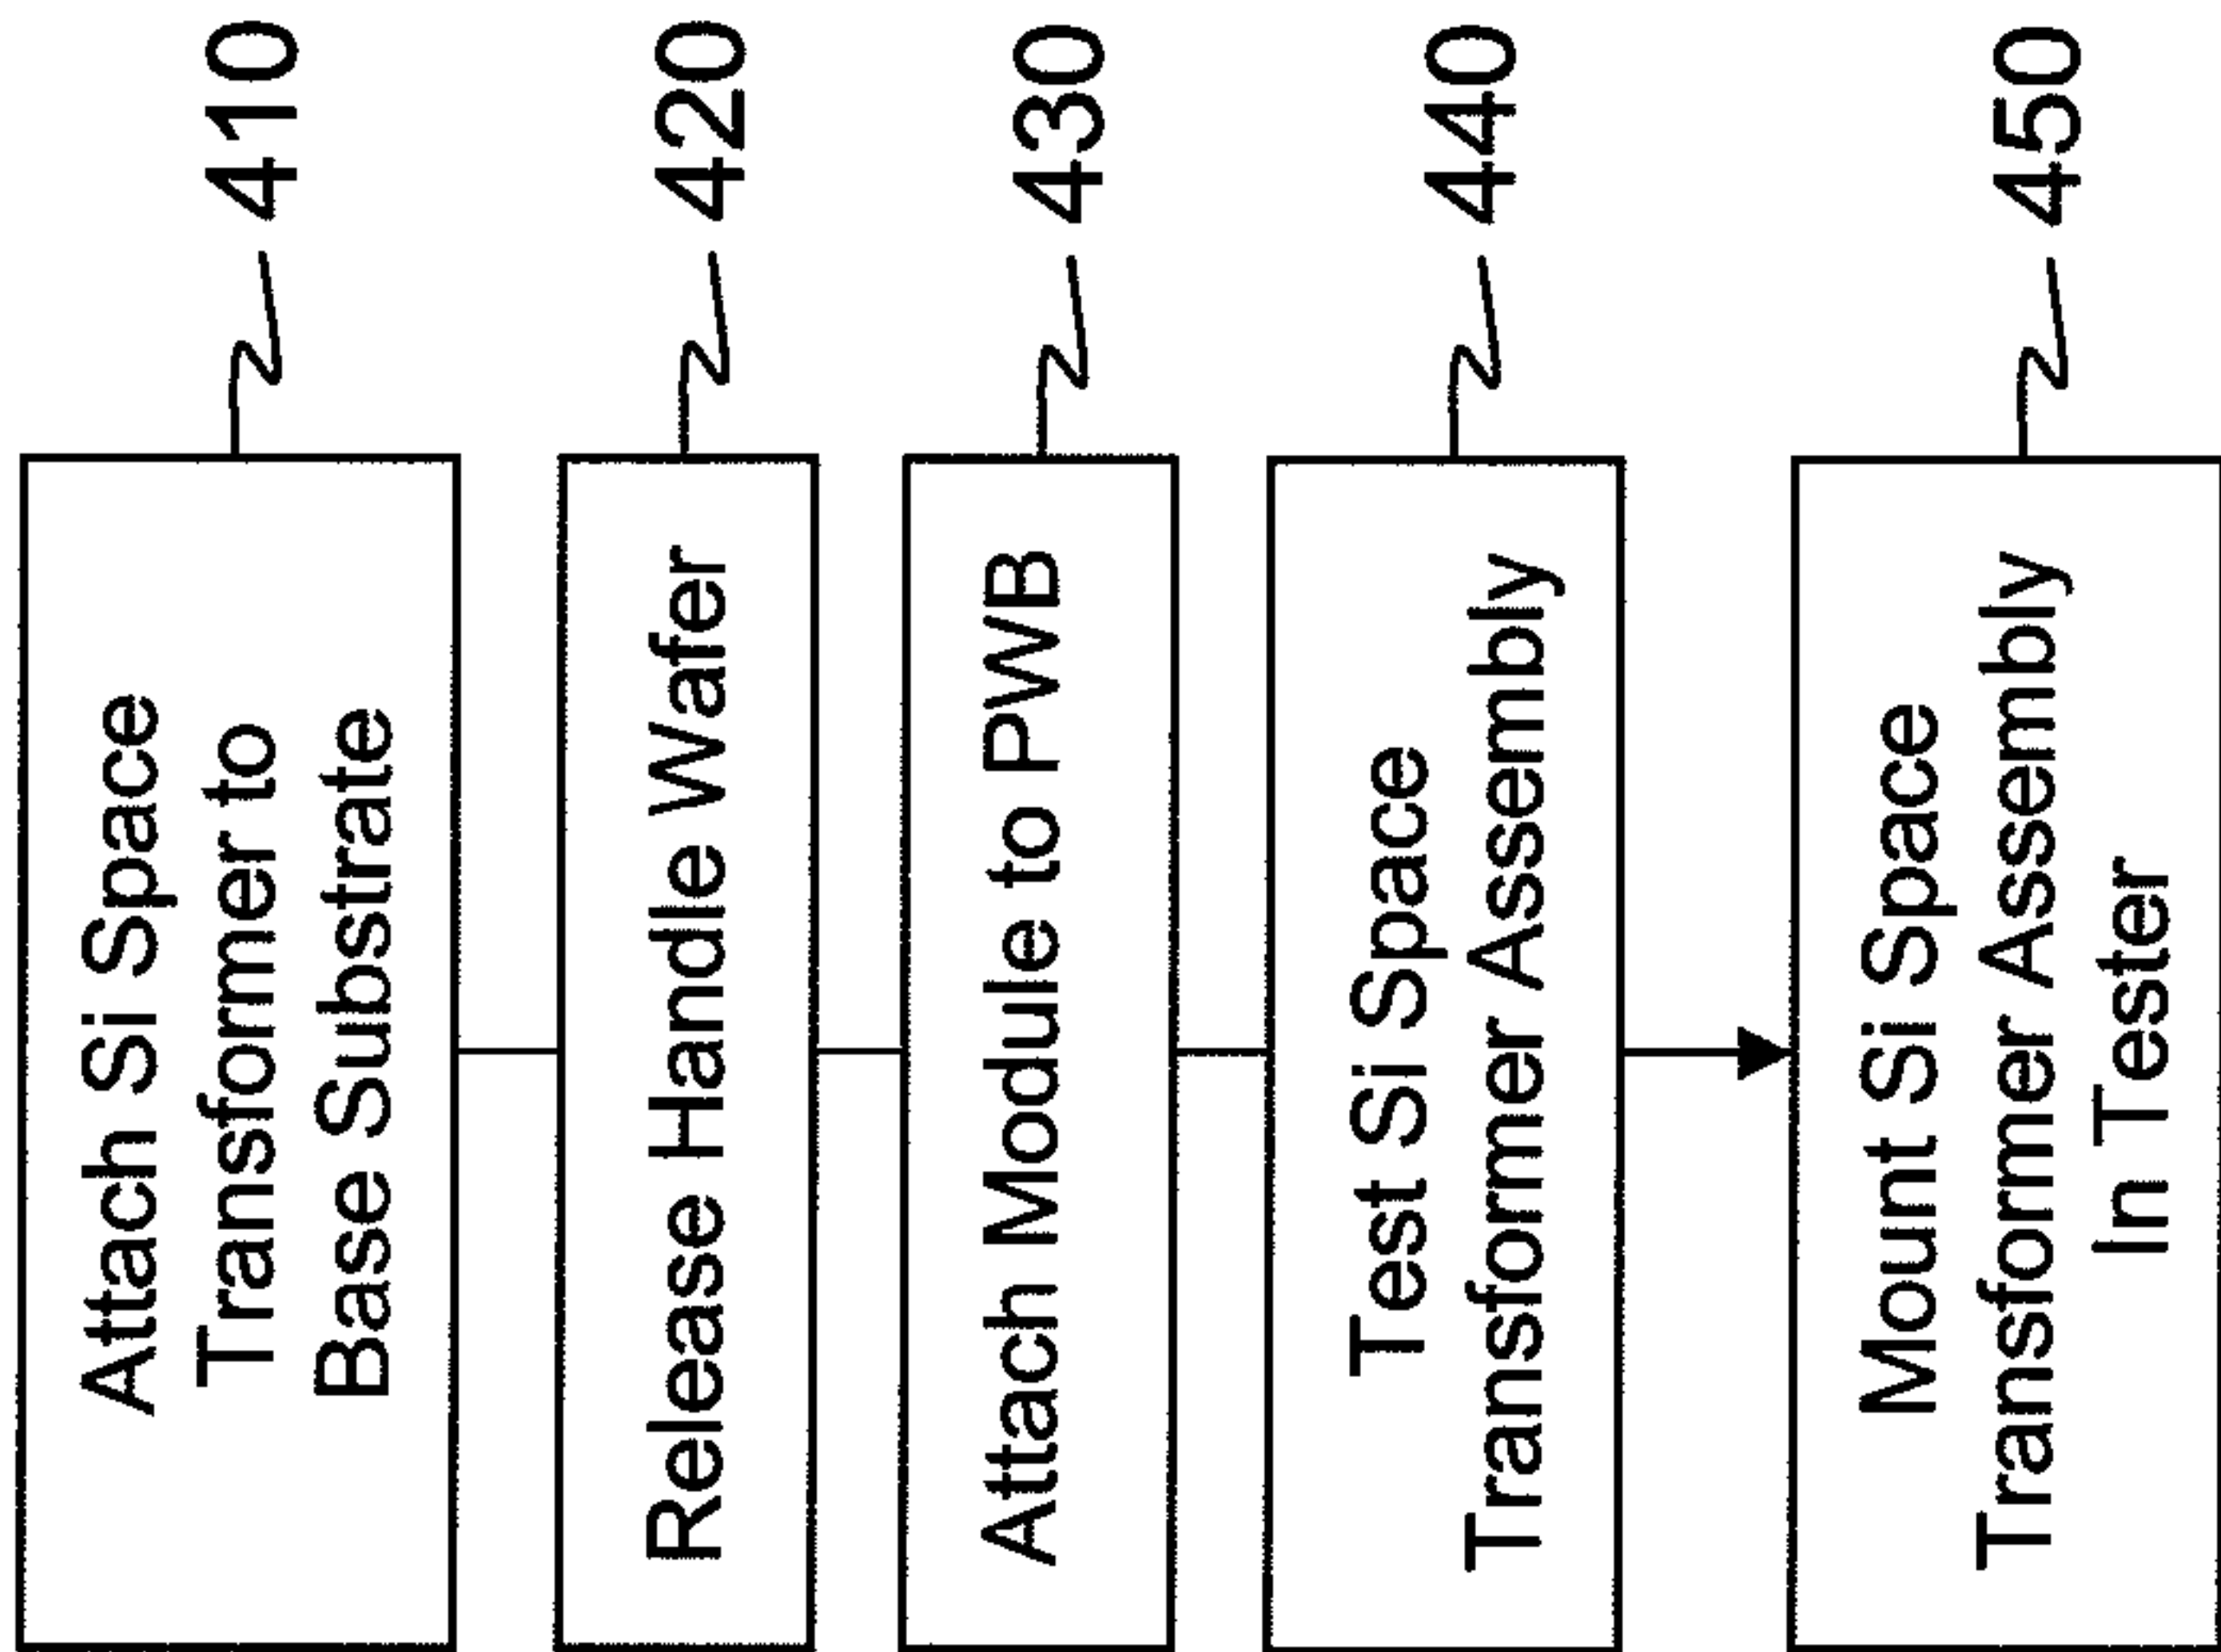 Attach Si Space
Transformer to
Base Substrate
410
Release Handle Wafer
420
Attach Module to PWB
430
Test Si Space
Transformer Assembly
440
Mount Si Space
Transformer Assembly
In Tester
450